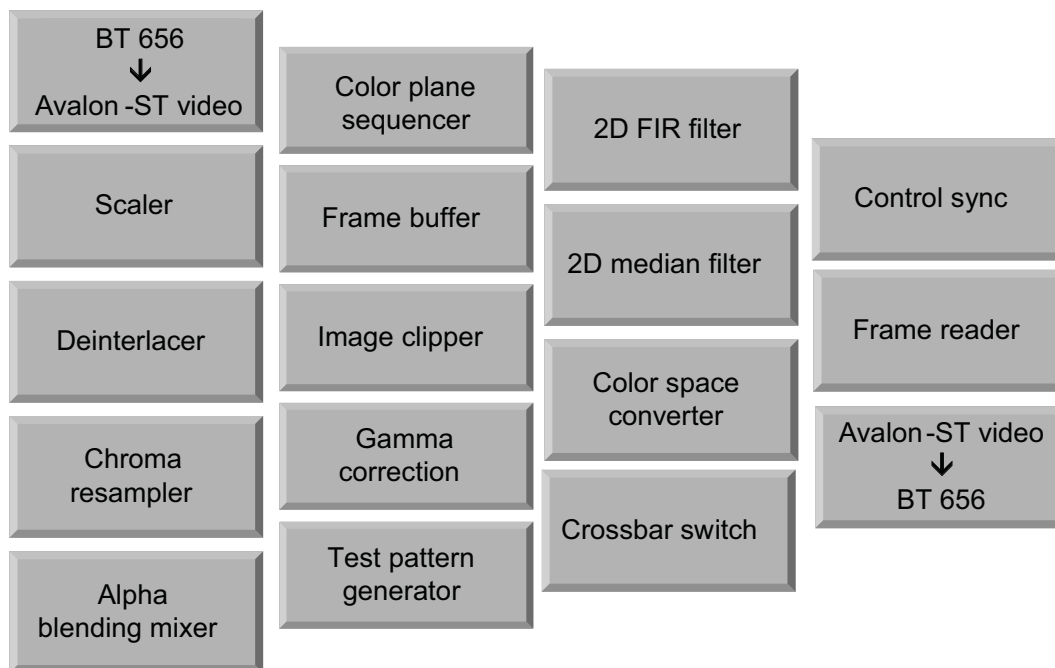 BT 656
↓
Avalon-ST video
Scaler
Deinterlacer
Chroma
resampler
Alpha
blending mixer
Color plane
sequencer
Frame buffer
Image clipper
Gamma
correction
Test pattern
generator
2D FIR filter
2D median filter
Color space
converter
Crossbar switch
Control sync
Frame reader
Avalon-ST video
↓
BT 656